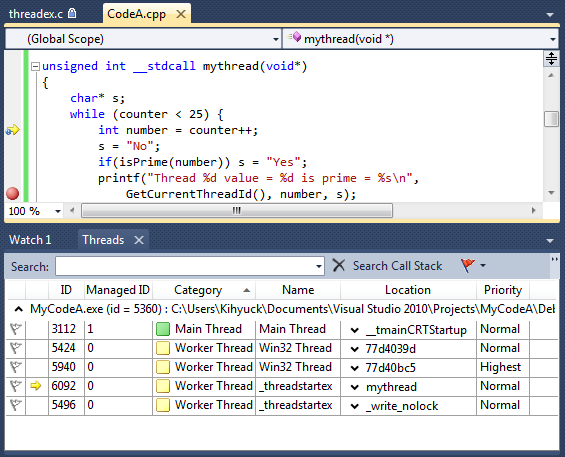 threadex.c CodeA.cpp
(Global Scope) mythread(void *)
unsigned int __stdcall mythread(void*)
{
char* s;
while (counter < 25) {
int number = counter++;
s = "No";
if(isPrime(number)) s = "Yes";
printf("Thread %d value = %d is prime = %s\n",
GetCurrentThreadId(), number, s);
100 %
Watch 1 Threads
Search: Search Call Stack
ID Managed ID Category Name Location Priority
MyCodeA.exe (id = 5360) : C:\Users\Kihyuck\Documents\Visual Studio 2010\Projects\MyCodeA\Deb
3112 1 Main Thread Main Thread __tmainCRTStartup Normal
5424 0 Worker Thread Win32 Thread 77d4039d Normal
5940 0 Worker Thread Win32 Thread 77d40bc5 Highest
6092 0 Worker Thread _threadstartex mythread Normal
5496 0 Worker Thread _threadstartex _write_nolock Normal